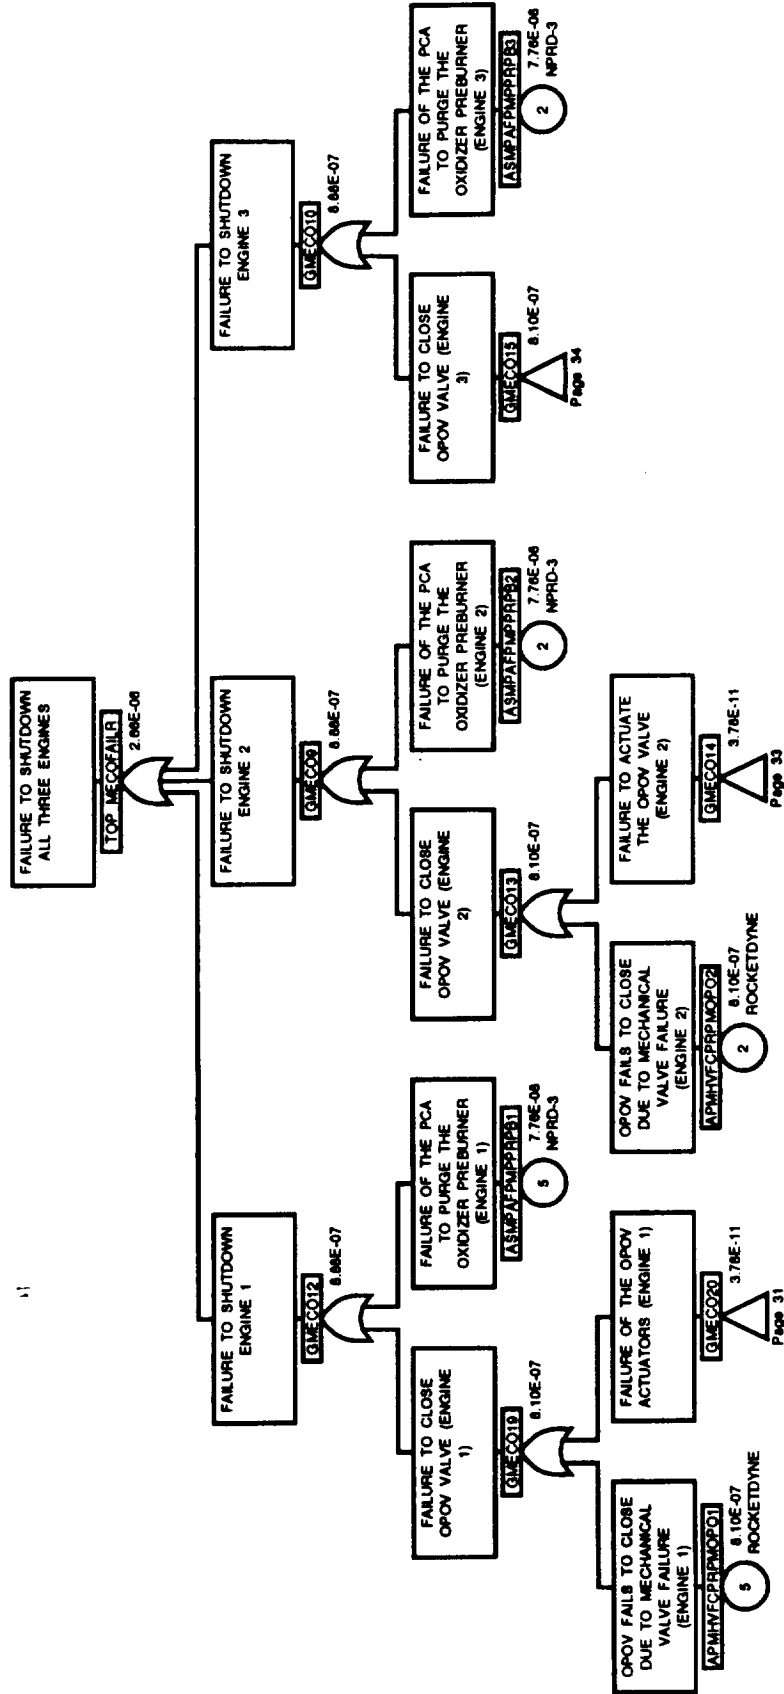 FAILURE TO SHUTDOWN
ALL THREE ENGINES
TOP MECOFAILR
2.66E-06
FAILURE TO SHUTDOWN
ENGINE 1
GMECO12
8.88E-07
FAILURE TO SHUTDOWN
ENGINE 2
GMECO9
8.88E-07
FAILURE TO SHUTDOWN
ENGINE 3
GMECO10
8.88E-07
FAILURE TO CLOSE
OPOV VALVE (ENGINE
1)
GMECO19
8.10E-07
FAILURE OF THE PCA
TO PURGE THE
OXIDIZER PREBURNER
(ENGINE 1)
ASMPAFPMPPRPB1
5
7.76E-08
NPRD-3
FAILURE TO CLOSE
OPOV VALVE (ENGINE
2)
GMECO13
8.10E-07
FAILURE OF THE PCA
TO PURGE THE
OXIDIZER PREBURNER
(ENGINE 2)
ASMPAFPMPPRPB2
2
7.76E-08
NPRD-3
FAILURE TO CLOSE
OPOV VALVE (ENGINE
3)
GMECO15
8.10E-07
Page 34
FAILURE OF THE PCA
TO PURGE THE
OXIDIZER PREBURNER
(ENGINE 3)
ASMPAFPMPPRPB3
2
7.76E-08
NPRD-3
OPOV FAILS TO CLOSE
DUE TO MECHANICAL
VALVE FAILURE
(ENGINE 1)
APMHVFCPRPMOPO1
5
8.10E-07
ROCKETDYNE
FAILURE OF THE OPOV
ACTUATORS (ENGINE 1)
GMECO20
3.78E-11
Page 31
OPOV FAILS TO CLOSE
DUE TO MECHANICAL
VALVE FAILURE
(ENGINE 2)
APMHVFCPRPMOPO2
2
8.10E-07
ROCKETDYNE
FAILURE TO ACTUATE
THE OPOV VALVE
(ENGINE 2)
GMECO14
3.78E-11
Page 33